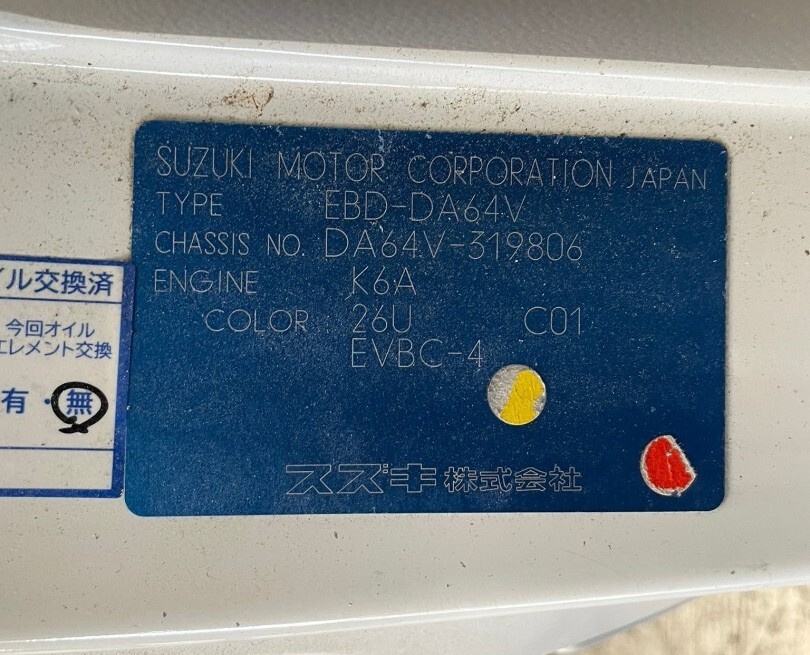 SUZUKI MOTOR CORPORATION JAPAN
TYPE EBD-DA64V
CHASSIS NO. DA64V-319806
ENGINE K6A
COLOR 26U C01
EVBC-4
スズキ株式会社
イル交換済
今回オイル
エレメント交換
有・無